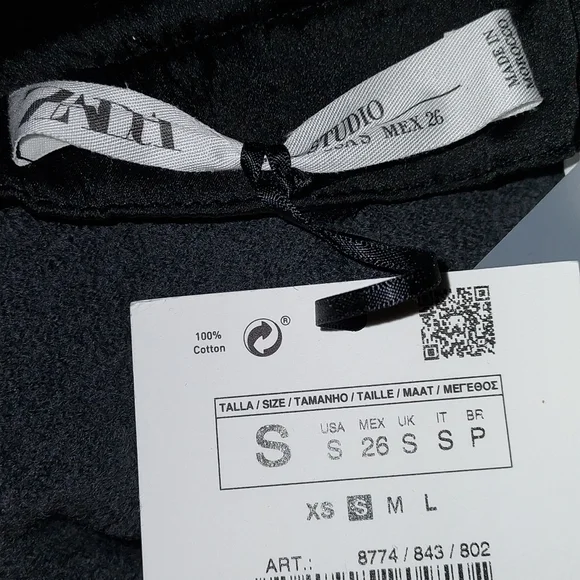 ZARA
STUDIO
MEX 26
MADE IN
MOROCCO
100%
Cotton
®
TALLA / SIZE / TAMANHO / TAILLE / MAAT / ΜΕΓΕΘΟΣ
S
USA MEX UK IT BR
S 26 S S P
XS S M L
ART.: 8774 / 843 / 802